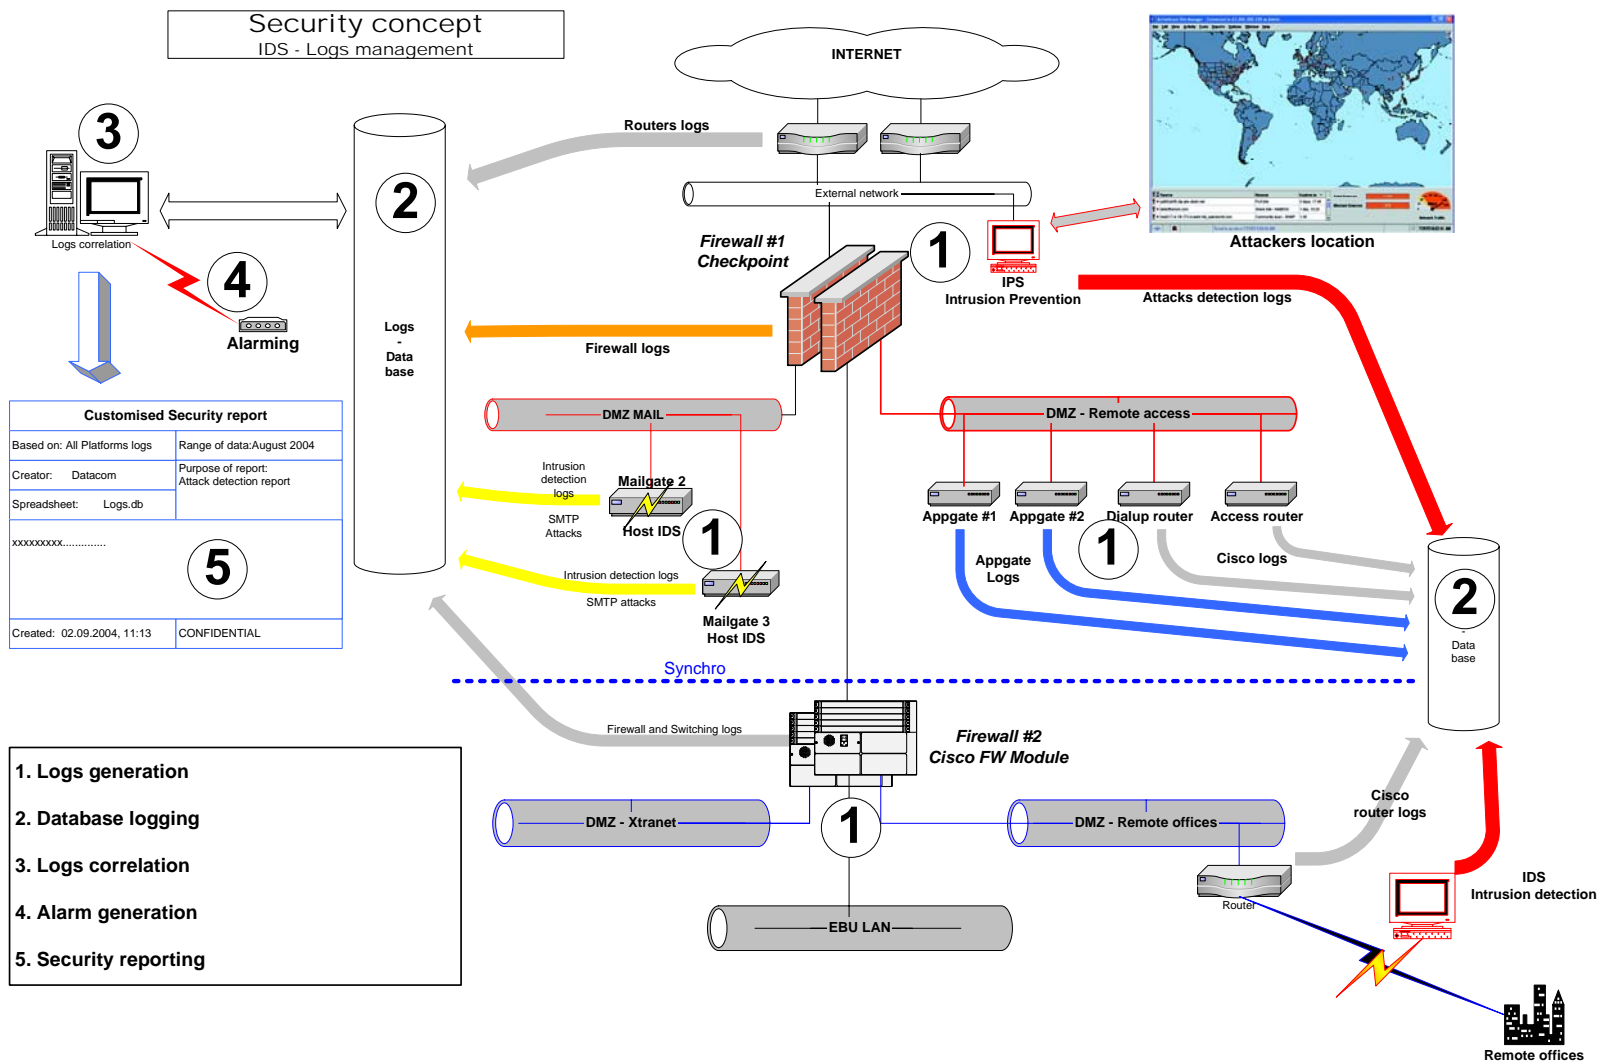 Security concept
IDS - Logs management
INTERNET
Routers logs
External network
3
2
Logs correlation
4
Alarming
Logs
-
Data
base
Firewall #1
Checkpoint
1
IPS
Intrusion Prevention
Attackers location
Attacks detection logs
Firewall logs
DMZ MAIL
DMZ - Remote access
Customised Security report
Based on: All Platforms logs
Range of data:August 2004
Creator: Datacom
Purpose of report:
Attack detection report
Spreadsheet: Logs.db
xxxxxxxxx..............
5
Created: 02.09.2004, 11:13
CONFIDENTIAL
Intrusion
detection
logs
SMTP
Attacks
Mailgate 2
Host IDS
1
Intrusion detection logs
SMTP attacks
Mailgate 3
Host IDS
Appgate #1
Appgate #2
Dialup router
Access router
1
Appgate
Logs
Cisco logs
2
-
Data
base
Synchro
Firewall and Switching logs
Firewall #2
Cisco FW Module
1
DMZ - Xtranet
DMZ - Remote offices
Cisco
router logs
Router
IDS
Intrusion detection
EBU LAN
Remote offices
1. Logs generation
2. Database logging
3. Logs correlation
4. Alarm generation
5. Security reporting